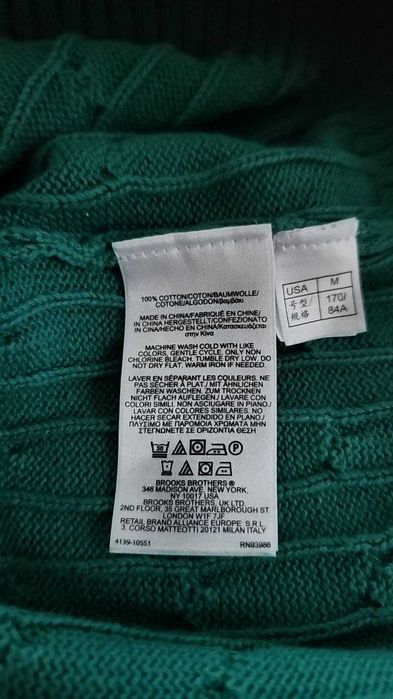 100% COTTON/COTON/BAUMWOLLE/
COTONE/ALGODON/Βαμβάκι
MADE IN CHINA/FABRIQUÉ EN CHINE/
IN CHINA HERGESTELLT/CONFEZIONATO
IN CINA/HECHO EN CHINA/Κατασκευάζεται
στην Κίνα
MACHINE WASH COLD WITH LIKE
COLORS, GENTLE CYCLE. ONLY NON
CHLORINE BLEACH. TUMBLE DRY LOW. DO
NOT DRY FLAT. WARM IRON IF NEEDED.
LAVER EN SÉPARANT LES COULEURS, NE
PAS SÉCHER À PLAT./ MIT ÄHNLICHEN
FARBEN WASCHEN. ZUM TROCKNEN
NICHT FLACH AUFLEGEN./ LAVARE CON
COLORI SIMILI. NON ASCIUGARE IN PIANO./
LAVAR CON COLORES SIMILARES. NO
HACER SECAR EXTENDIDO EN PLANO./
ΠΛΥΣΙΜΟ ΜΕ ΠΑΡΟΜΟΙΑ ΧΡΩΜΑΤΑ ΜΗΝ
ΣΤΕΓΝΩΝΕΤΕ ΣΕ ΟΡΙΖΟΝΤΙΑ ΘΕΣΗ
BROOKS BROTHERS ®
346 MADISON AVE, NEW YORK,
NY 10017 USA
BROOKS BROTHERS, UK LTD.
2ND FLOOR, 35 GREAT MARLBOROUGH ST
LONDON W1F 7JF
RETAIL BRAND ALLIANCE EUROPE S.R.L.
3, CORSO MATTEOTTI 20121 MILAN ITALY
4139-10551 RN93986
USA M
号型/ 170/
规格 84A